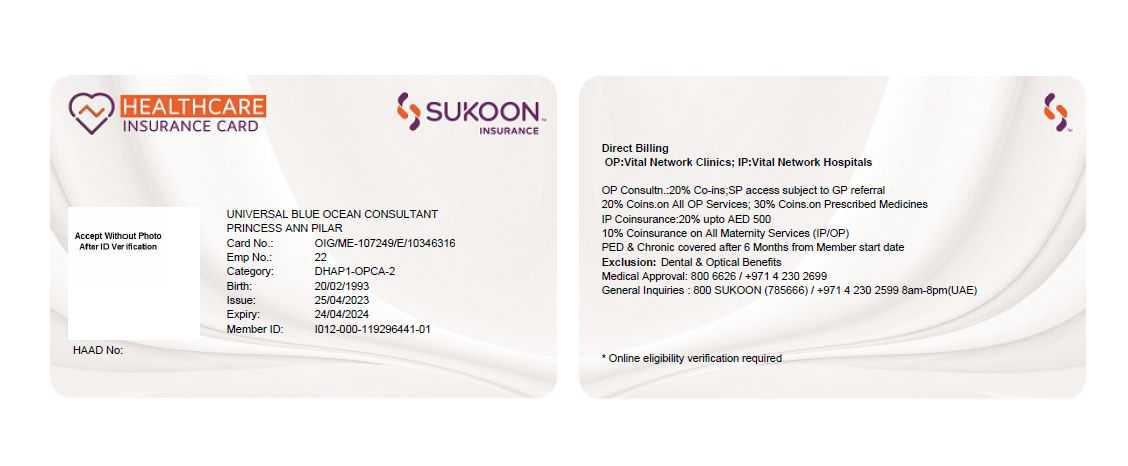 HEALTHCARE
INSURANCE CARD
SUKOON™
INSURANCE
Accept Without Photo
After ID Verification
HAAD No:
UNIVERSAL BLUE OCEAN CONSULTANT
PRINCESS ANN PILAR
Card No.: OIG/ME-107249/E/10346316
Emp No.: 22
Category: DHAP1-OPCA-2
Birth: 20/02/1993
Issue: 25/04/2023
Expiry: 24/04/2024
Member ID: I012-000-119296441-01
™
Direct Billing
OP:Vital Network Clinics; IP:Vital Network Hospitals
OP Consultn.:20% Co-ins;SP access subject to GP referral
20% Coins.on All OP Services; 30% Coins.on Prescribed Medicines
IP Coinsurance:20% upto AED 500
10% Coinsurance on All Maternity Services (IP/OP)
PED & Chronic covered after 6 Months from Member start date
Exclusion: Dental & Optical Benefits
Medical Approval: 800 6626 / +971 4 230 2699
General Inquiries : 800 SUKOON (785666) / +971 4 230 2599 8am-8pm(UAE)
* Online eligibility verification required